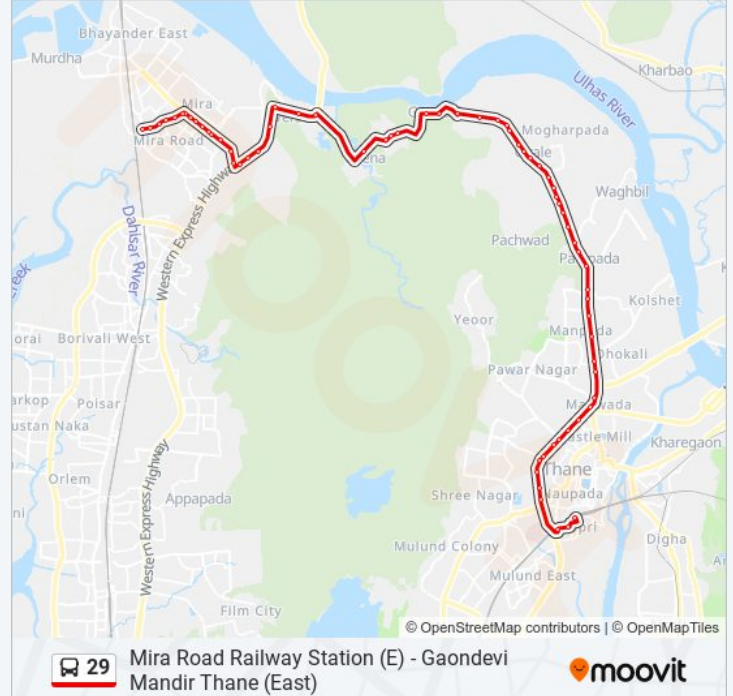 Bhayander East
Murdha
Kharbao
Ulhas River
Mira
Mira Road
Mogharpada
Waghbil
Dahisar River
Western Express Highway
Pachwad
Creek
Kolshet
Yeoor
Borivali West
Dhokali
Pawar Nagar
Poisar
Kharegaon
Orlem
Thane
Naupada
Shree Nagar
Appapada
Western Express Highway
Digha
Mulund Colony
Mulund East
Film City
© OpenStreetMap contributors | © OpenMapTiles
29
Mira Road Railway Station (E) - Gaondevi
Mandir Thane (East)
moovit